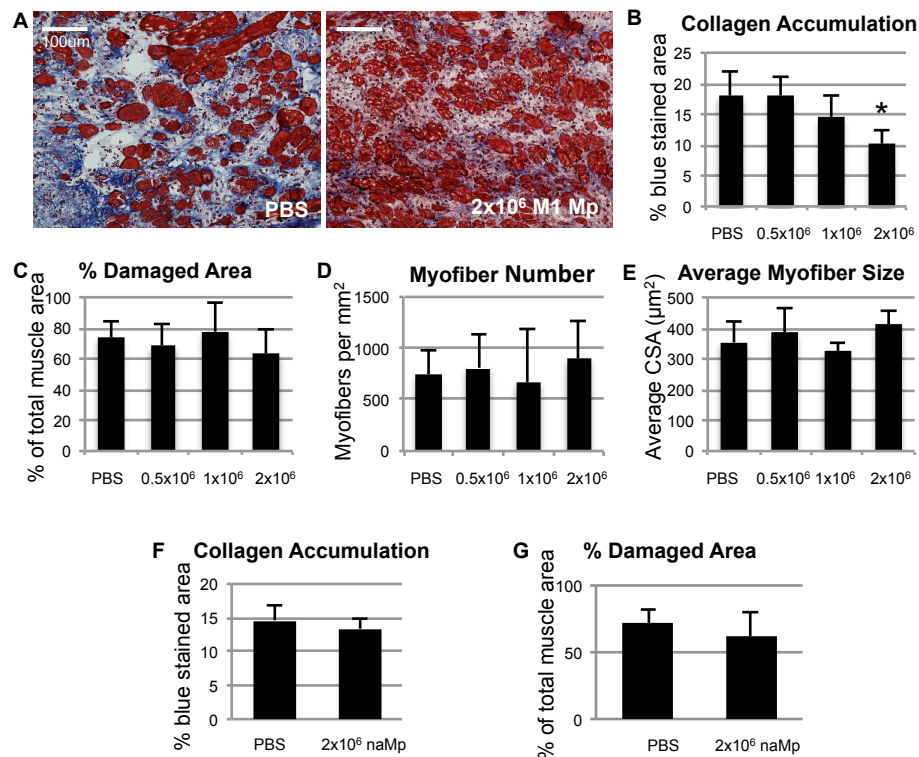 A
100um
PBS
2x10⁶ M1 Mp
B
Collagen Accumulation
% blue stained area
25
20
15
10
5
0
*
PBS 0.5x10⁶ 1x10⁶ 2x10⁶
C
% Damaged Area
% of total muscle area
100
80
60
40
20
0
PBS 0.5x10⁶ 1x10⁶ 2x10⁶
D
Myofiber Number
Myofibers per mm²
1500
1000
500
0
PBS 0.5x10⁶ 1x10⁶ 2x10⁶
E
Average Myofiber Size
Average CSA (µm²)
500
400
300
200
100
0
PBS 0.5x10⁶ 1x10⁶ 2x10⁶
F
Collagen Accumulation
% blue stained area
20
15
10
5
0
PBS 2x10⁶ naMp
G
% Damaged Area
% of total muscle area
100
50
0
PBS 2x10⁶ naMp